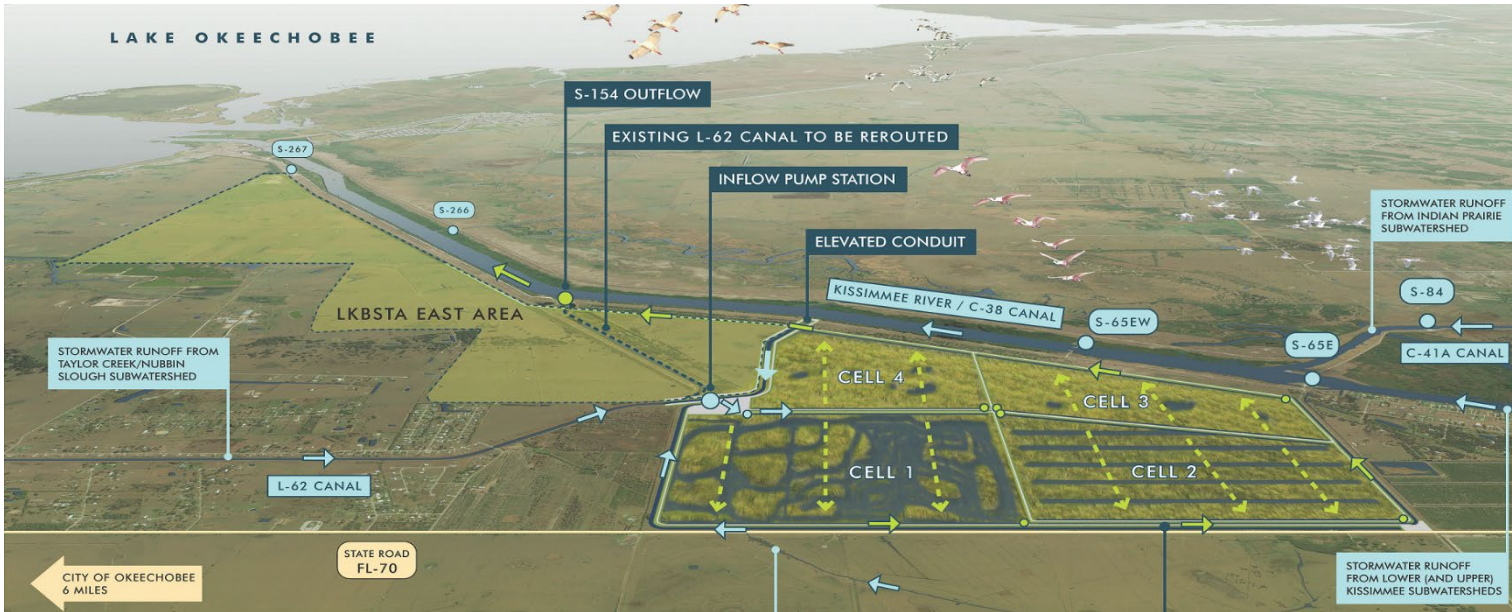 LAKE OKEECHOBEE
S-154 OUTFLOW
EXISTING L-62 CANAL TO BE REROUTED
S-267
INFLOW PUMP STATION
S-266
STORMWATER RUNOFF
FROM INDIAN PRAIRIE
SUBWATERSHED
ELEVATED CONDUIT
KISSIMMEE RIVER / C-38 CANAL
S-84
LKBSTA EAST AREA
S-65EW
S-65E
C-41A CANAL
STORMWATER RUNOFF FROM
TAYLOR CREEK/NUBBIN
SLOUGH SUBWATERSHED
CELL 4
CELL 3
CELL 1
CELL 2
L-62 CANAL
STATE ROAD
FL-70
CITY OF OKEECHOBEE
6 MILES
STORMWATER RUNOFF
FROM LOWER (AND UPPER)
KISSIMMEE SUBWATERSHEDS